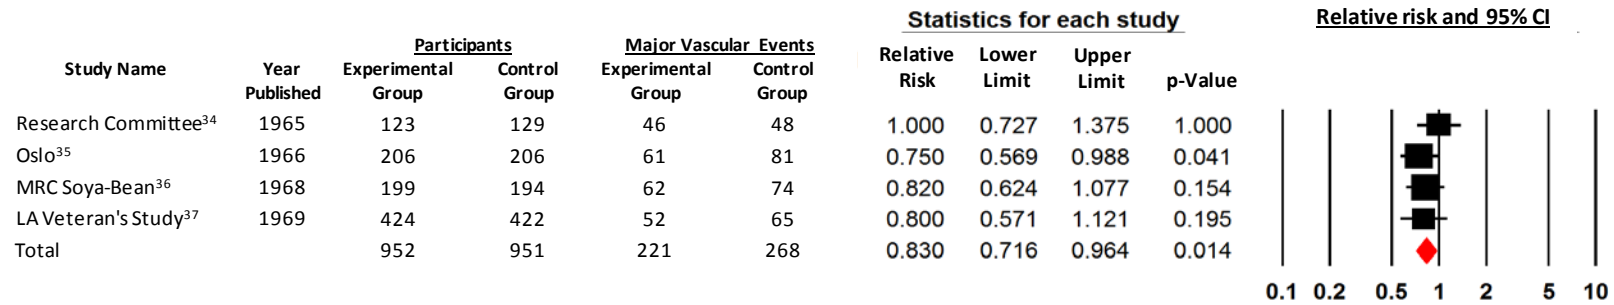 Statistics for each study Relative risk and 95% CI
Participants Major Vascular Events
Study Name Year Published Experimental Group Control Group Experimental Group Control Group Relative Risk Lower Limit Upper Limit p-Value
Research Committee³⁴ 1965 123 129 46 48 1.000 0.727 1.375 1.000
Oslo³⁵ 1966 206 206 61 81 0.750 0.569 0.988 0.041
MRC Soya-Bean³⁶ 1968 199 194 62 74 0.820 0.624 1.077 0.154
LA Veteran's Study³⁷ 1969 424 422 52 65 0.800 0.571 1.121 0.195
Total 952 951 221 268 0.830 0.716 0.964 0.014
0.1 0.2 0.5 1 2 5 10